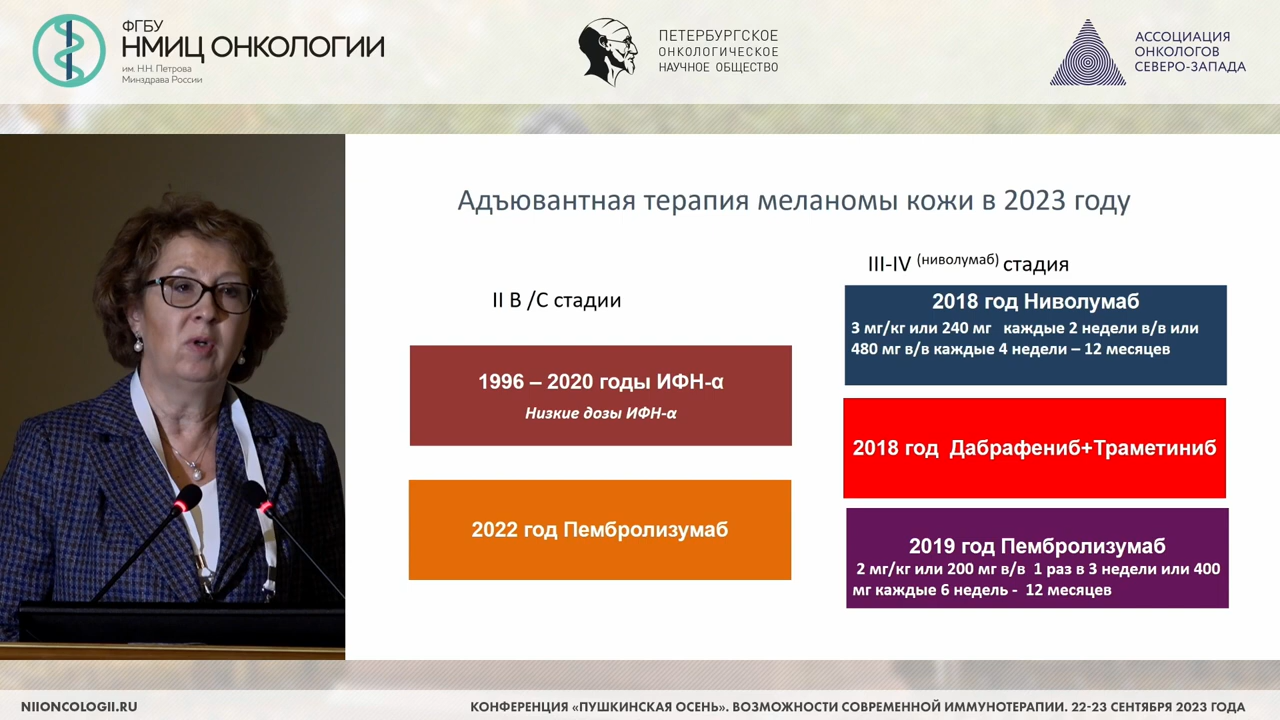 ФГБУ
НМИЦ ОНКОЛОГИИ
им. Н.Н. Петрова
Минздрава России
ПЕТЕРБУРГСКОЕ
ОНКОЛОГИЧЕСКОЕ
НАУЧНОЕ ОБЩЕСТВО
АССОЦИАЦИЯ
ОНКОЛОГОВ
СЕВЕРО-ЗАПАДА
Адъювантная терапия меланомы кожи в 2023 году
II В /С стадии
1996 – 2020 годы ИФН-α
Низкие дозы ИФН-α
2022 год Пембролизумаб
III-IV (ниволумаб) стадия
2018 год Ниволумаб
3 мг/кг или 240 мг каждые 2 недели в/в или
480 мг в/в каждые 4 недели – 12 месяцев
2018 год Дабрафениб+Траметиниб
2019 год Пембролизумаб
2 мг/кг или 200 мг в/в 1 раз в 3 недели или 400
мг каждые 6 недель - 12 месяцев
NIIONCOLOGII.RU
КОНФЕРЕНЦИЯ «ПУШКИНСКАЯ ОСЕНЬ». ВОЗМОЖНОСТИ СОВРЕМЕННОЙ ИММУНОТЕРАПИИ. 22-23 СЕНТЯБРЯ 2023 ГОДА